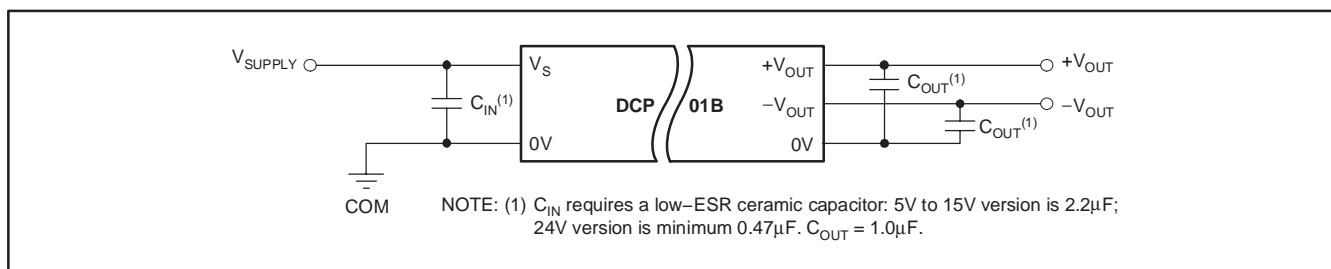 V_SUPPLY
V_S
+V_OUT
+V_OUT
C_OUT(1)
C_IN(1)
DCP
01B
−V_OUT
−V_OUT
C_OUT(1)
0V
0V
COM
NOTE: (1) C_IN requires a low−ESR ceramic capacitor: 5V to 15V version is 2.2μF;
24V version is minimum 0.47μF. C_OUT = 1.0μF.